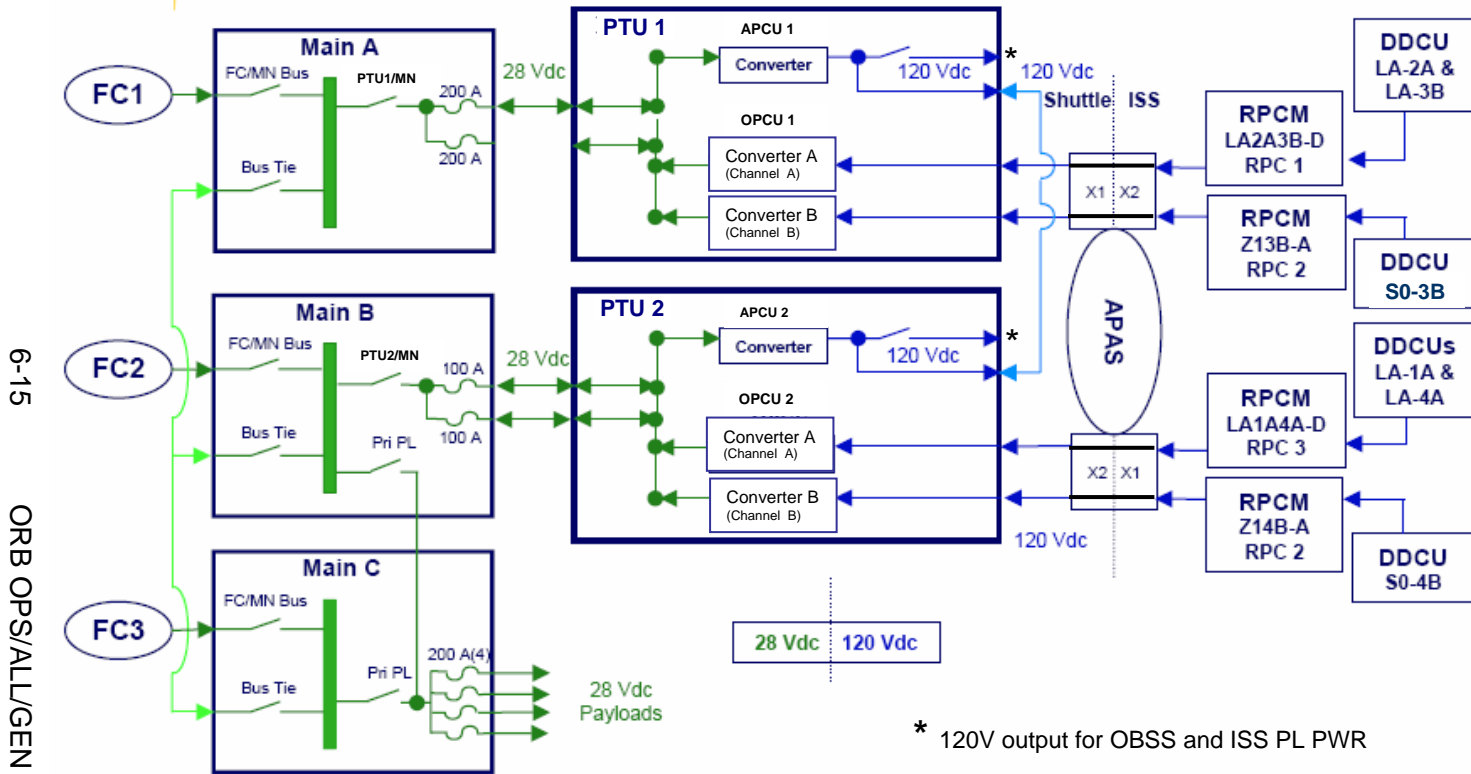 6-15
ORB OPS/ALL/GEN
Main A
FC/MN Bus
PTU1/MN
200 A
200 A
Bus Tie
FC1
28 Vdc
PTU 1
APCU 1
Converter
120 Vdc
*
120 Vdc
OPCU 1
Converter A
(Channel A)
Converter B
(Channel B)
Shuttle
ISS
X1
X2
RPCM
LA2A3B-D
RPC 1
DDCU
LA-2A &
LA-3B
RPCM
Z13B-A
RPC 2
DDCU
S0-3B
APAS
Main B
FC/MN Bus
PTU2/MN
100 A
100 A
Bus Tie
Pri PL
FC2
28 Vdc
PTU 2
APCU 2
Converter
120 Vdc
*
OPCU 2
Converter A
(Channel A)
Converter B
(Channel B)
120 Vdc
X2
X1
RPCM
LA1A4A-D
RPC 3
DDCUs
LA-1A &
LA-4A
RPCM
Z14B-A
RPC 2
DDCU
S0-4B
Main C
FC/MN Bus
Bus Tie
Pri PL
200 A(4)
FC3
28 Vdc
Payloads
28 Vdc
120 Vdc
* 120V output for OBSS and ISS PL PWR